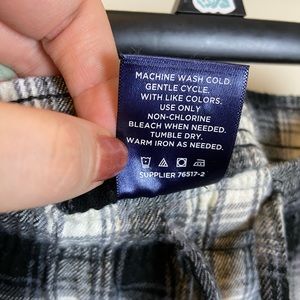 MACHINE WASH COLD.
GENTLE CYCLE.
WITH LIKE COLORS.
USE ONLY
NON-CHLORINE
BLEACH WHEN NEEDED.
TUMBLE DRY.
WARM IRON AS NEEDED.
SUPPLIER 76517-2